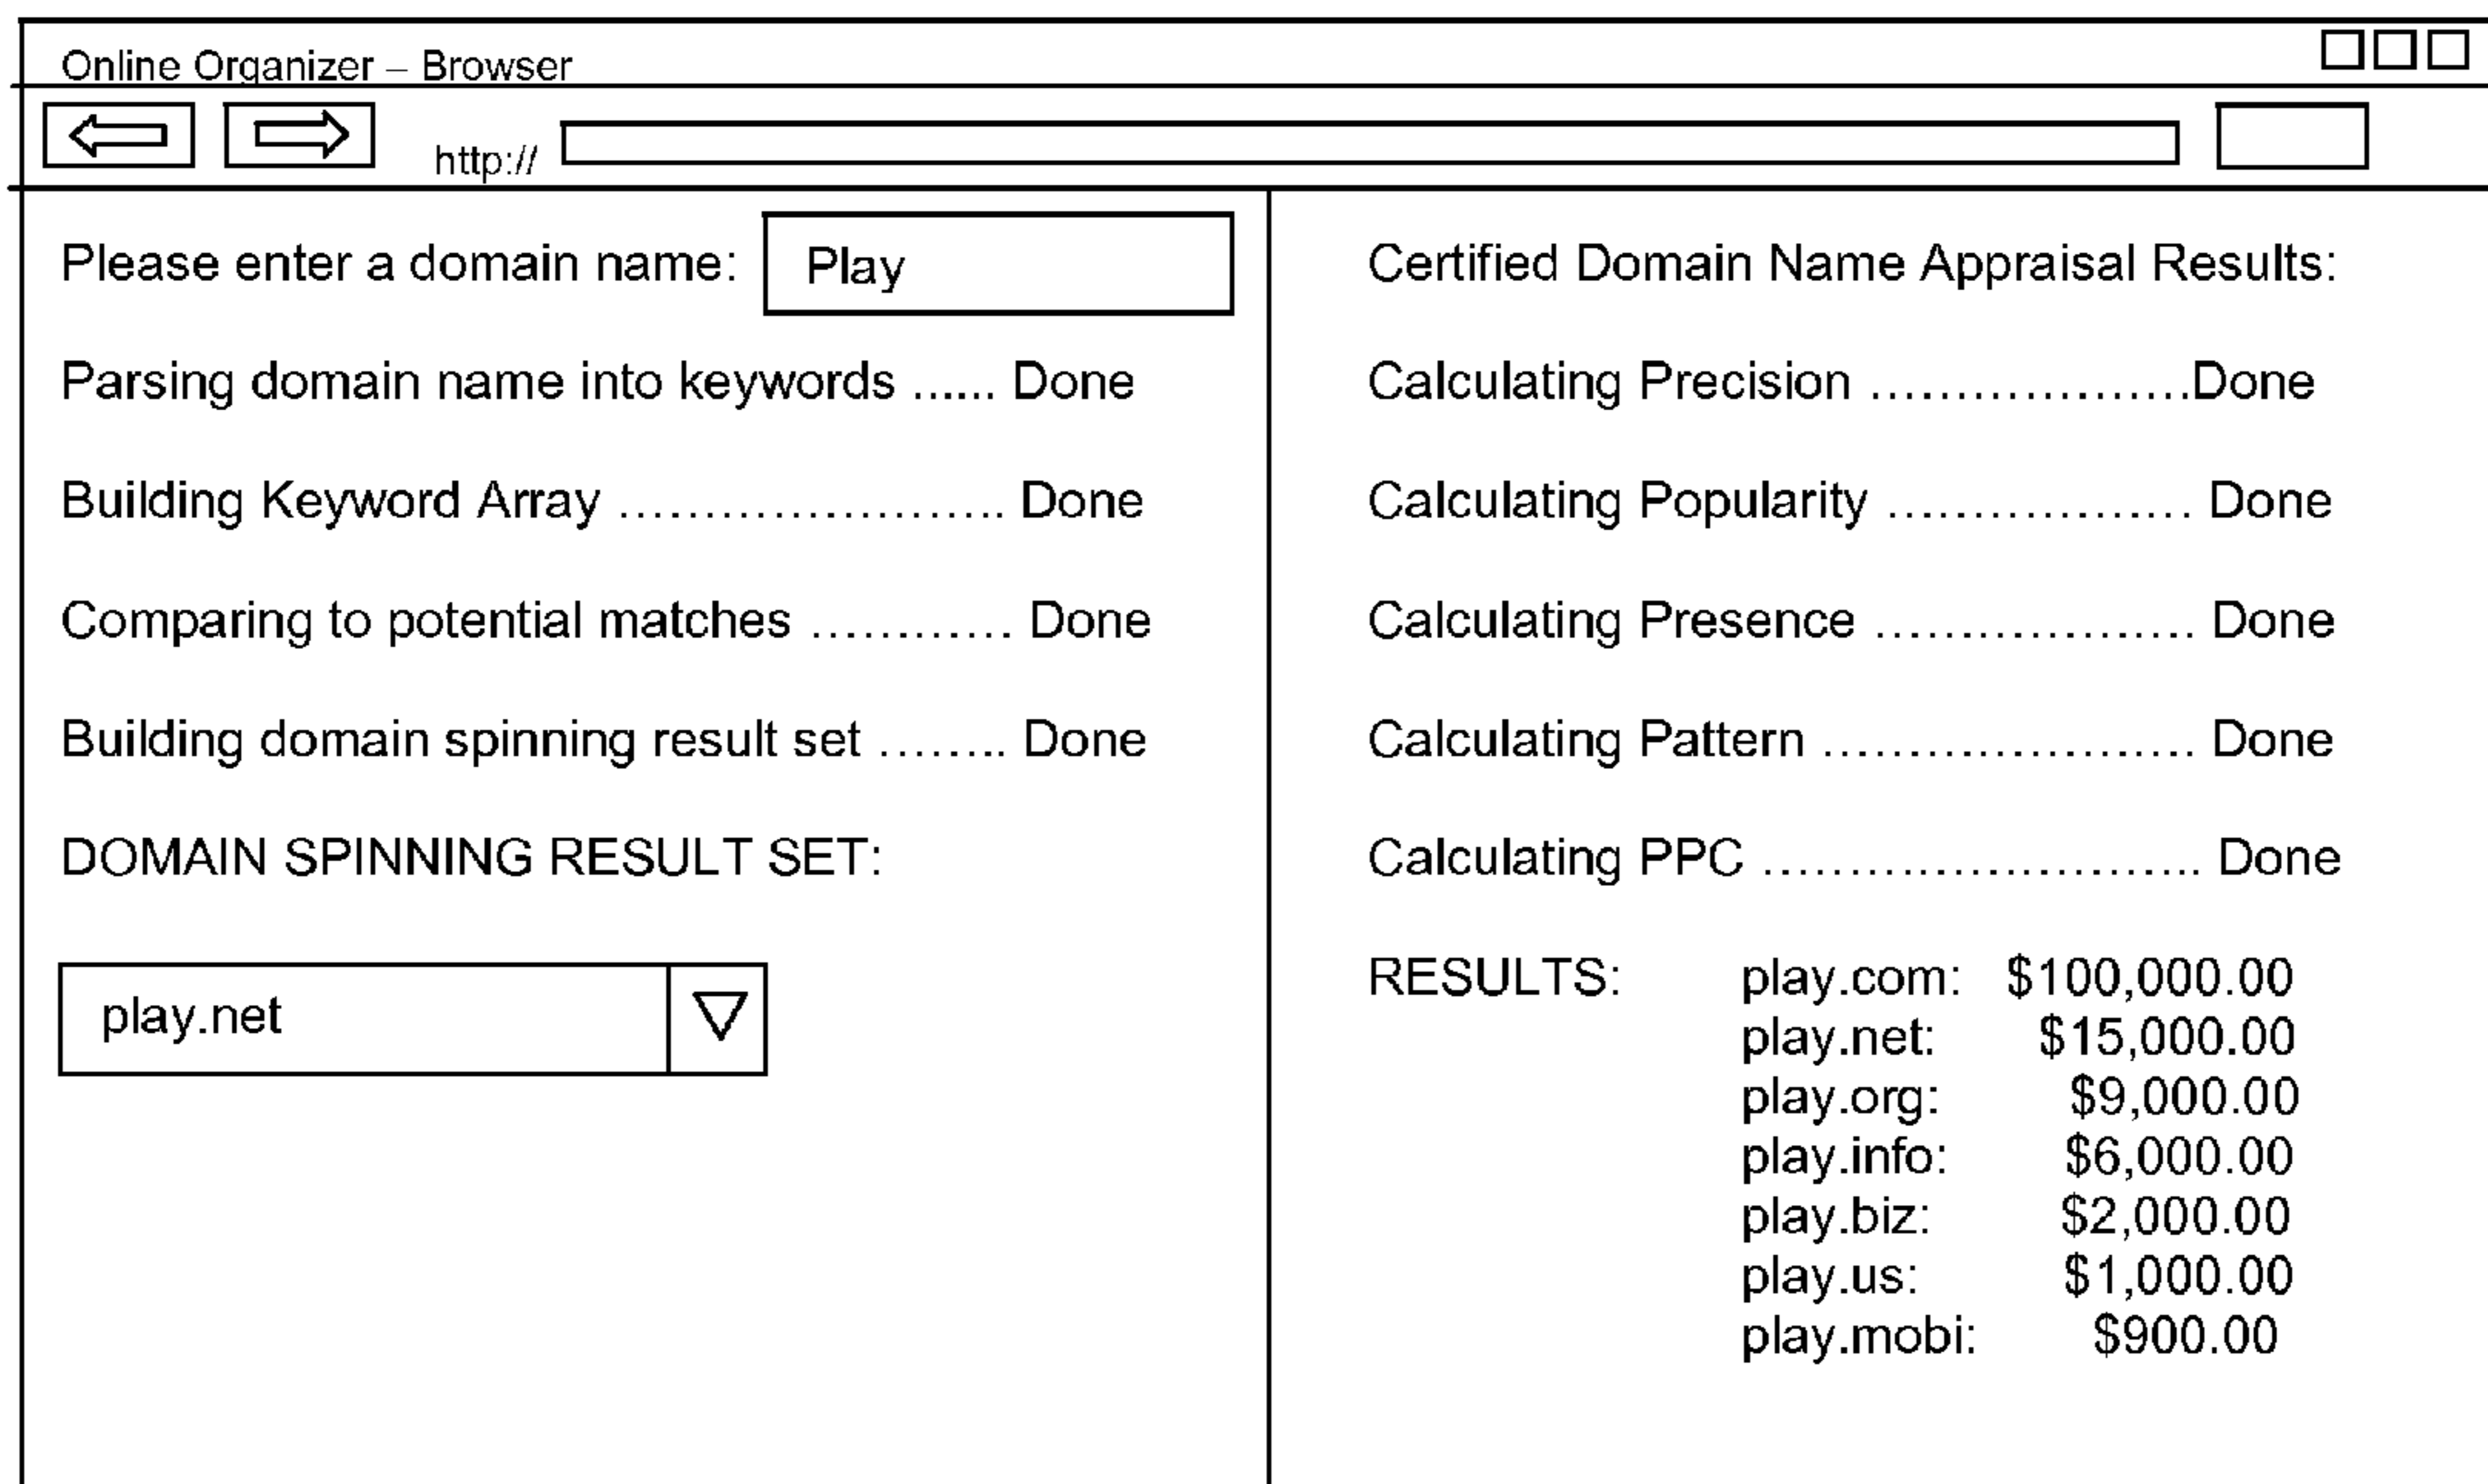 Online Organizer – Browser
http://
Please enter a domain name: Play
Parsing domain name into keywords ...... Done
Building Keyword Array ....................... Done
Comparing to potential matches ............ Done
Building domain spinning result set ........ Done
DOMAIN SPINNING RESULT SET:
play.net
Certified Domain Name Appraisal Results:
Calculating Precision ...................Done
Calculating Popularity .................. Done
Calculating Presence ................... Done
Calculating Pattern ...................... Done
Calculating PPC .......................... Done
RESULTS: play.com: $100,000.00
play.net: $15,000.00
play.org: $9,000.00
play.info: $6,000.00
play.biz: $2,000.00
play.us: $1,000.00
play.mobi: $900.00